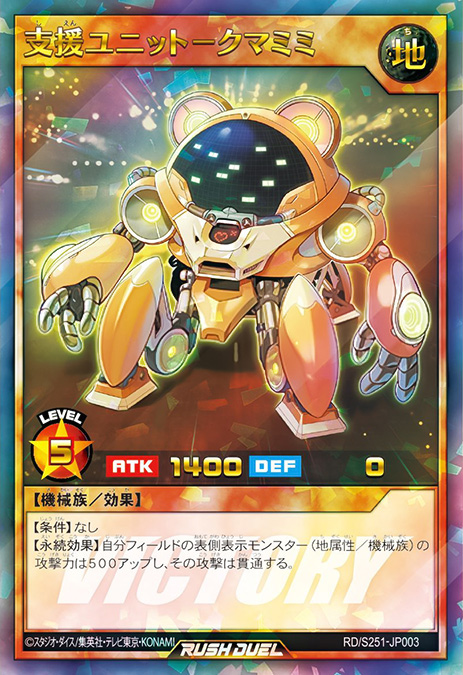 支援ユニットークマミミ
地
LEVEL
5
ATK 1400 DEF 0
【機械族／効果】
【条件】なし
【永続効果】自分フィールドの表側表示モンスター（地属性／機械族）の
攻撃力は５００アップし、その攻撃は貫通する。
VICTORY
©スタジオ・ダイス/集英社・テレビ東京・KONAMI
RUSH DUEL
RD/S251-JP003